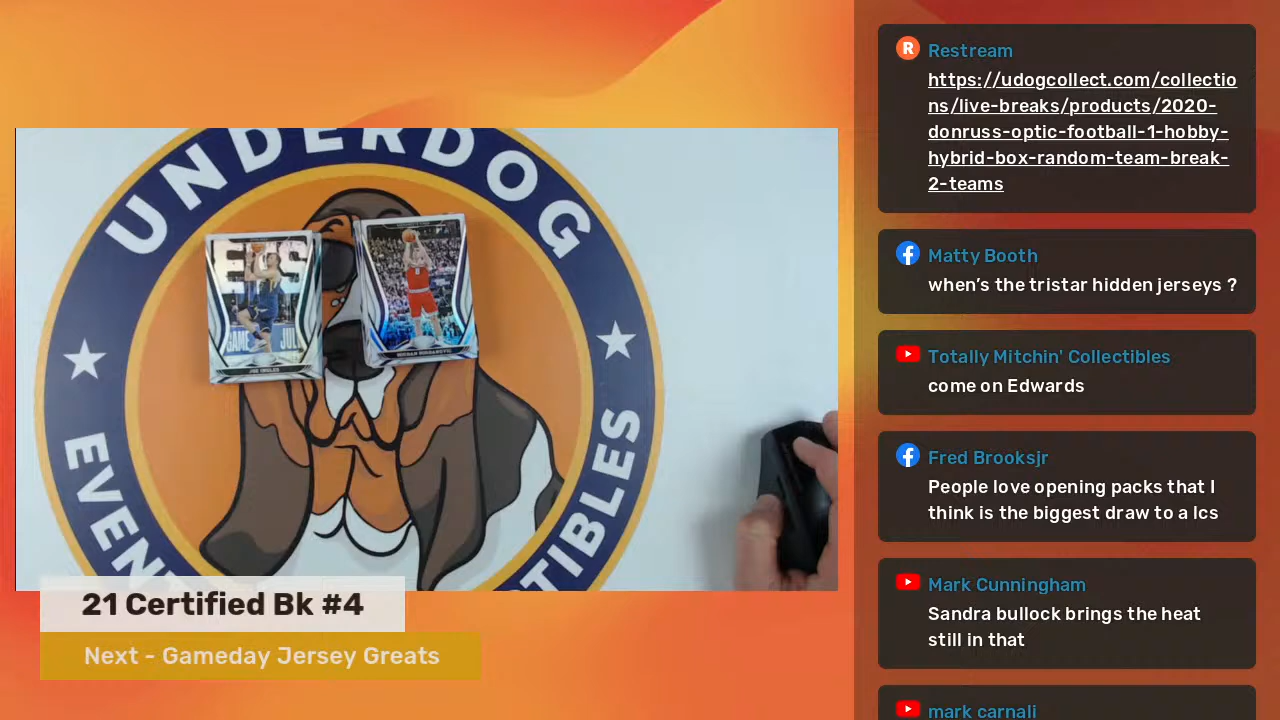 UNDERDOG
JOE INGLES
BOJAN BOGDANOVIC
21 Certified Bk #4
Next - Gameday Jersey Greats
Restream
https://udogcollect.com/collectio
ns/live-breaks/products/2020-
donruss-optic-football-1-hobby-
hybrid-box-random-team-break-
2-teams
Matty Booth
when's the tristar hidden jerseys ?
Totally Mitchin' Collectibles
come on Edwards
Fred Brooksjr
People love opening packs that I
think is the biggest draw to a lcs
Mark Cunningham
Sandra bullock brings the heat
still in that
mark carnali